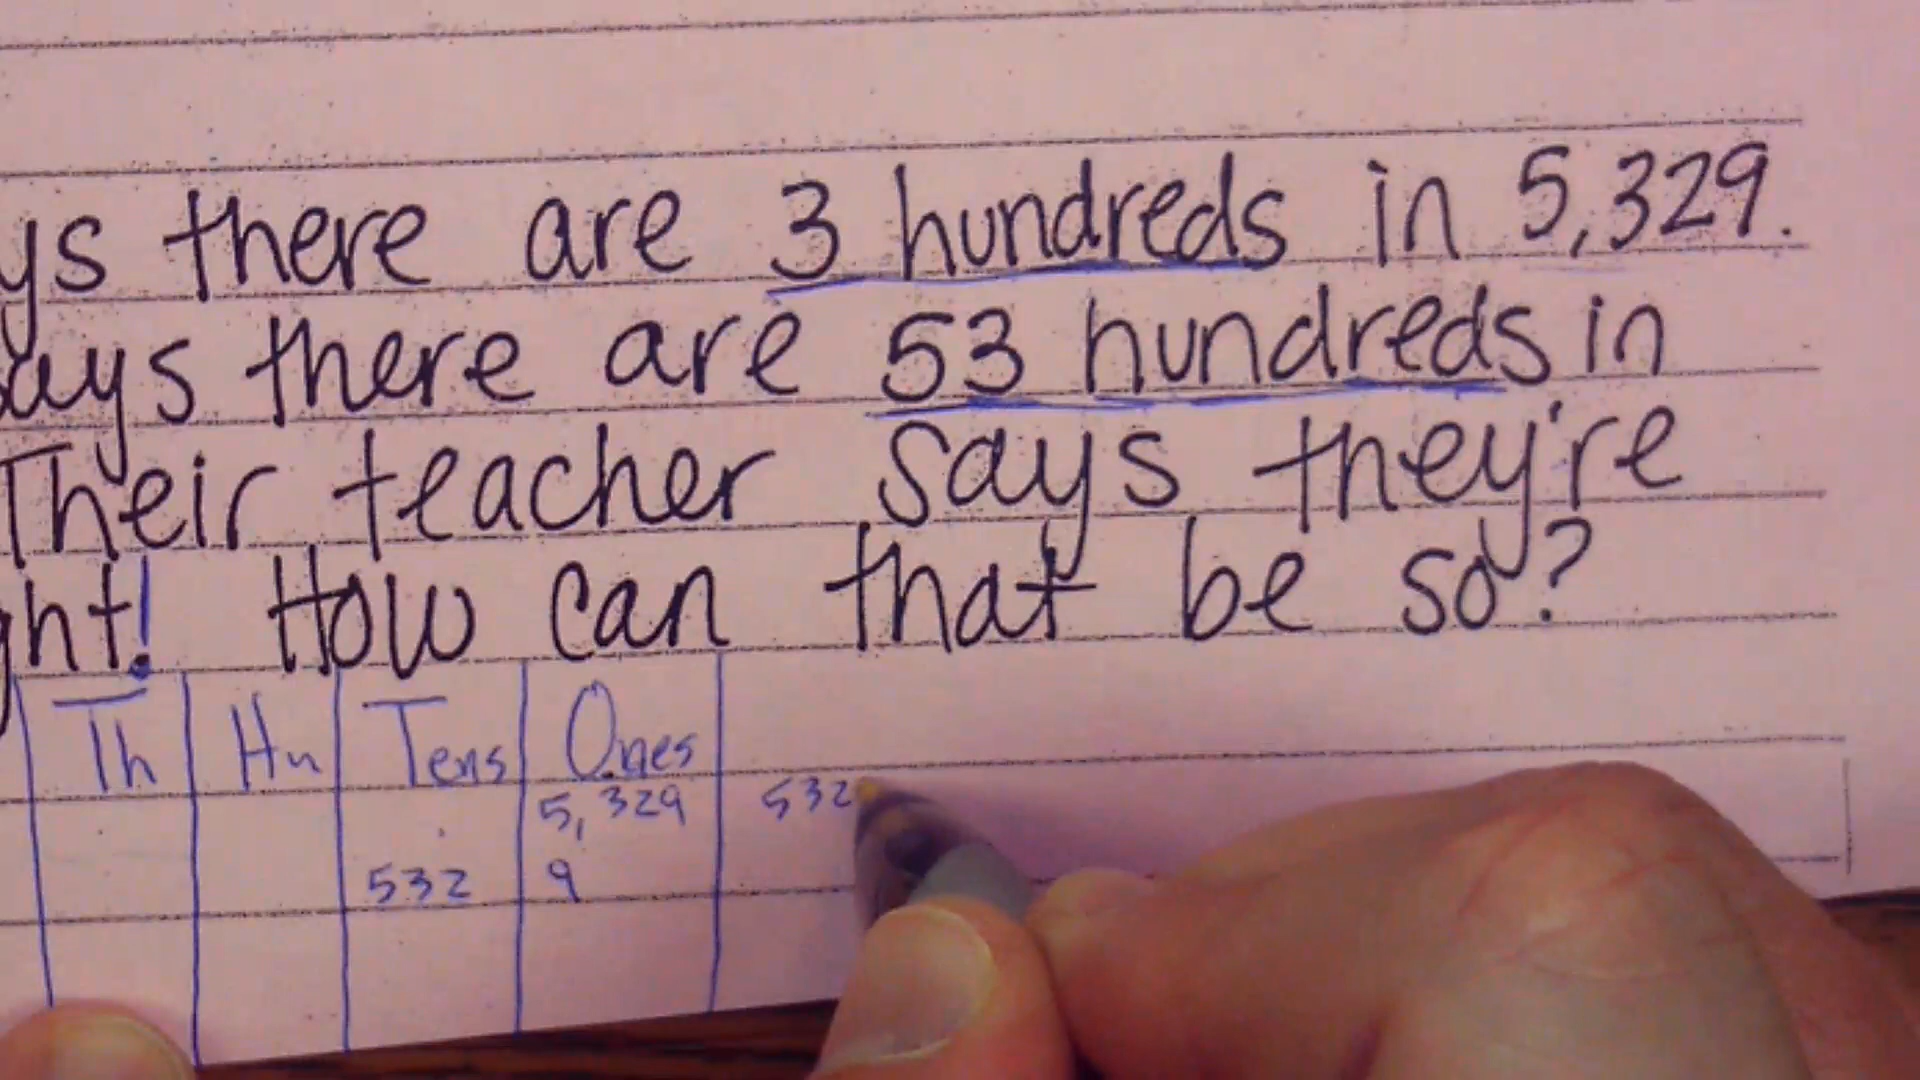 ys there are 3 hundreds in 5,329.
ays there are 53 hundreds in
Their teacher says they're
ght! How can that be so?
Th Hu Tens Ones
5,329 532
532 9